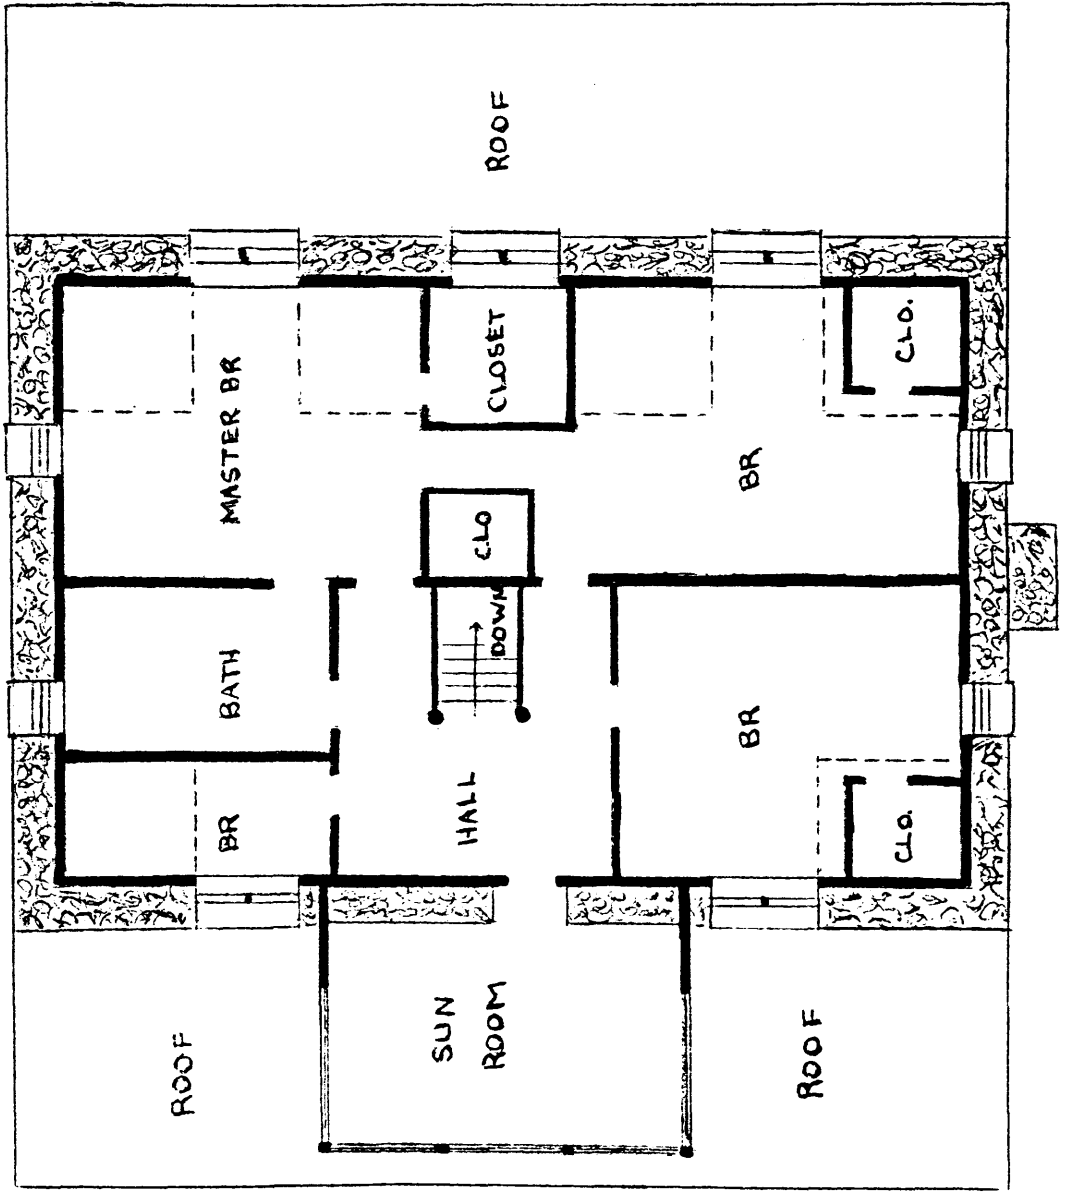 ROOF
MASTER BR
CLOSET
CLO.
BR
CLO
DOWN
BATH
BR
BR
HALL
CLO.
SUN
ROOM
ROOF
ROOF